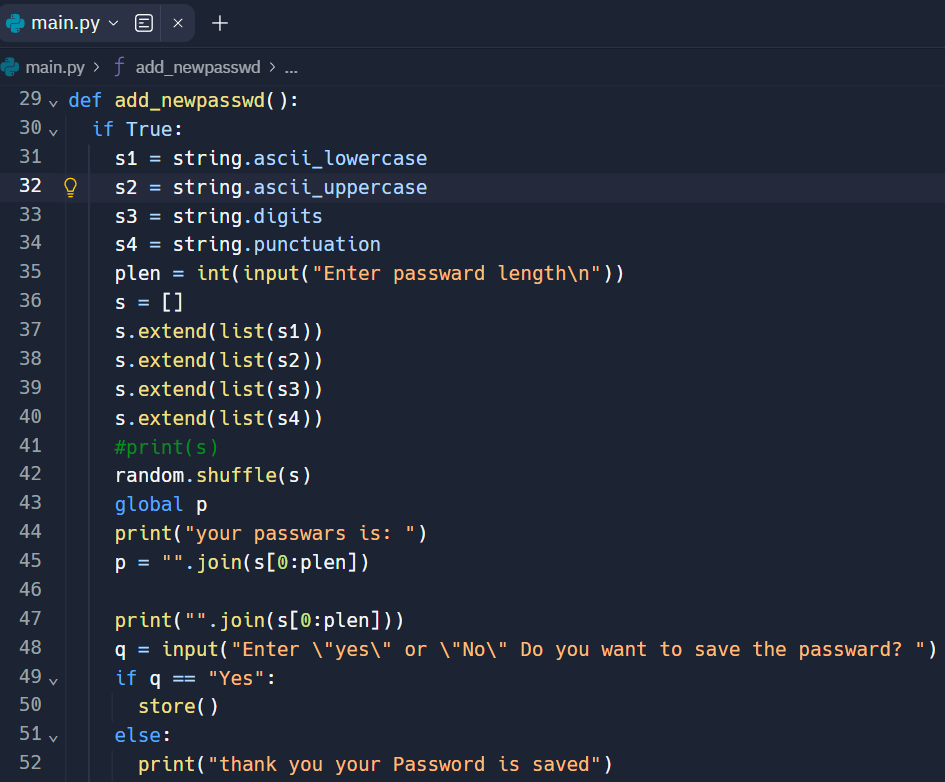 main.py
main.py > ƒ add_newpasswd > ...
29 def add_newpasswd():
30 if True:
31 s1 = string.ascii_lowercase
32 s2 = string.ascii_uppercase
33 s3 = string.digits
34 s4 = string.punctuation
35 plen = int(input("Enter passward length\n"))
36 s = []
37 s.extend(list(s1))
38 s.extend(list(s2))
39 s.extend(list(s3))
40 s.extend(list(s4))
41 #print(s)
42 random.shuffle(s)
43 global p
44 print("your passwars is: ")
45 p = "".join(s[0:plen])
46
47 print("".join(s[0:plen]))
48 q = input("Enter \"yes\" or \"No\" Do you want to save the passward? ")
49 if q == "Yes":
50 store()
51 else:
52 print("thank you your Password is saved")